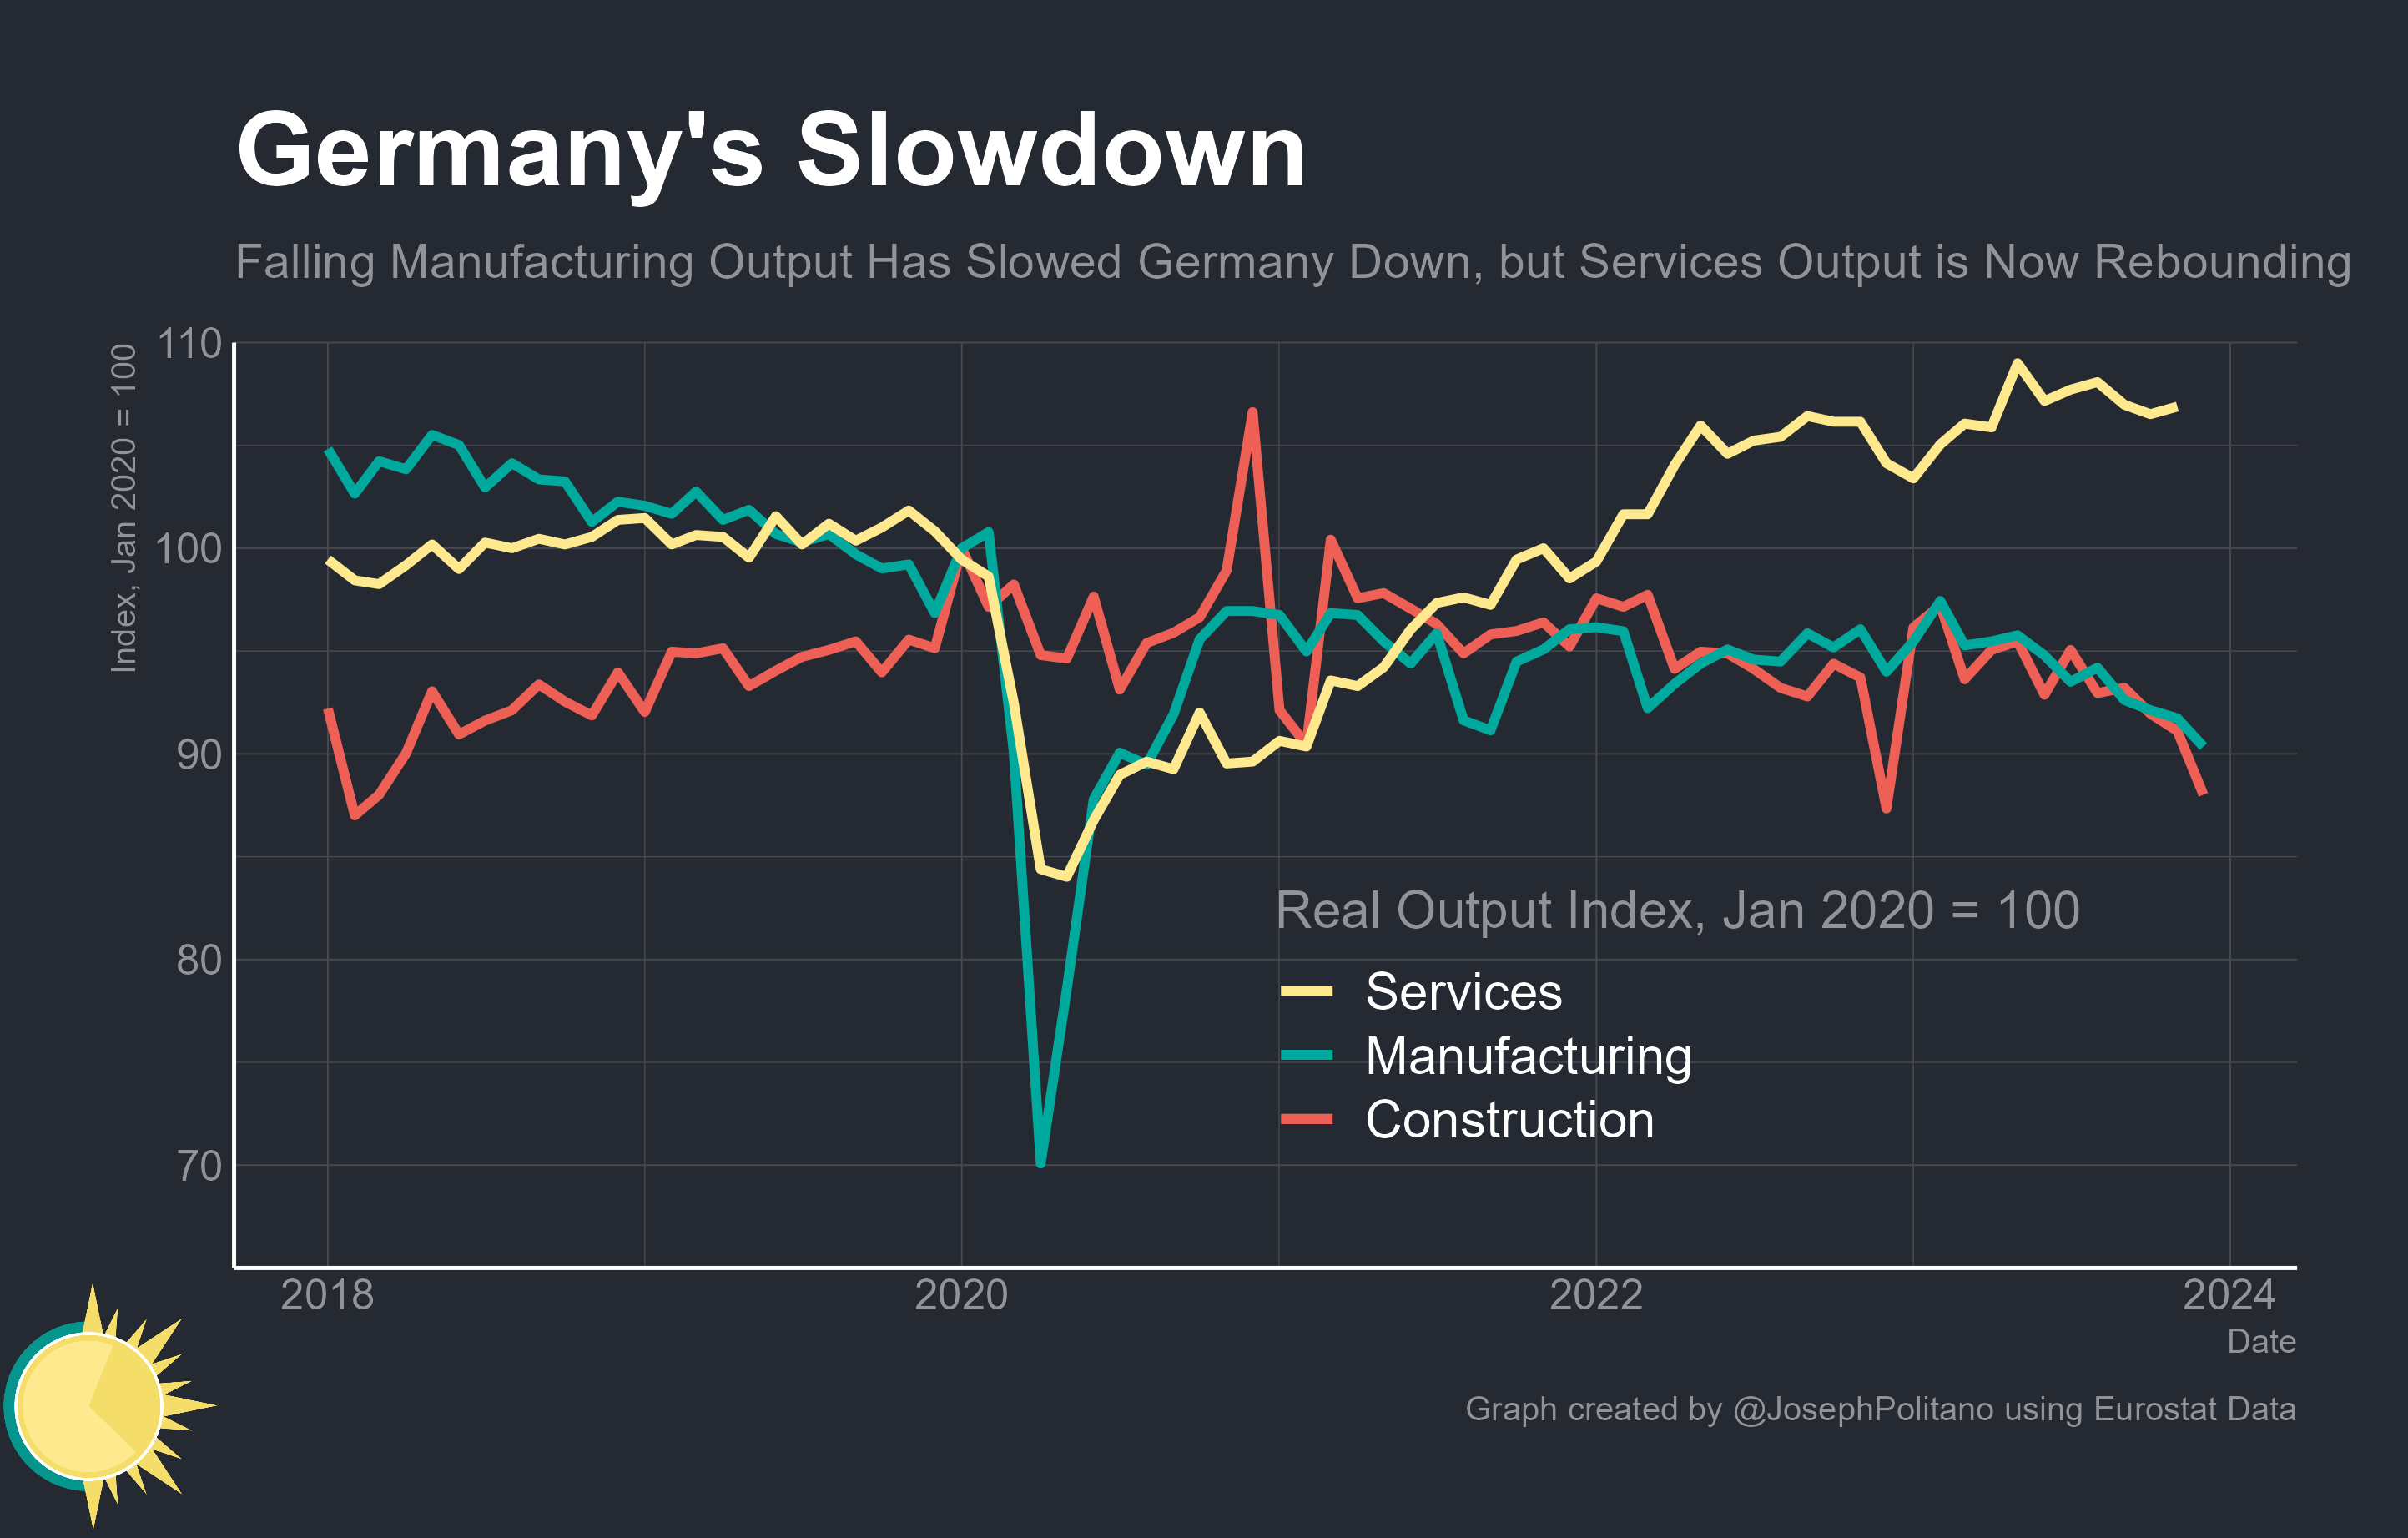 Germany's Slowdown
Falling Manufacturing Output Has Slowed Germany Down, but Services Output is Now Rebounding
Index, Jan 2020 = 100
110
100
90
80
70
Real Output Index, Jan 2020 = 100
Services
Manufacturing
Construction
2018 2020 2022 2024
Date
Graph created by @JosephPolitano using Eurostat Data